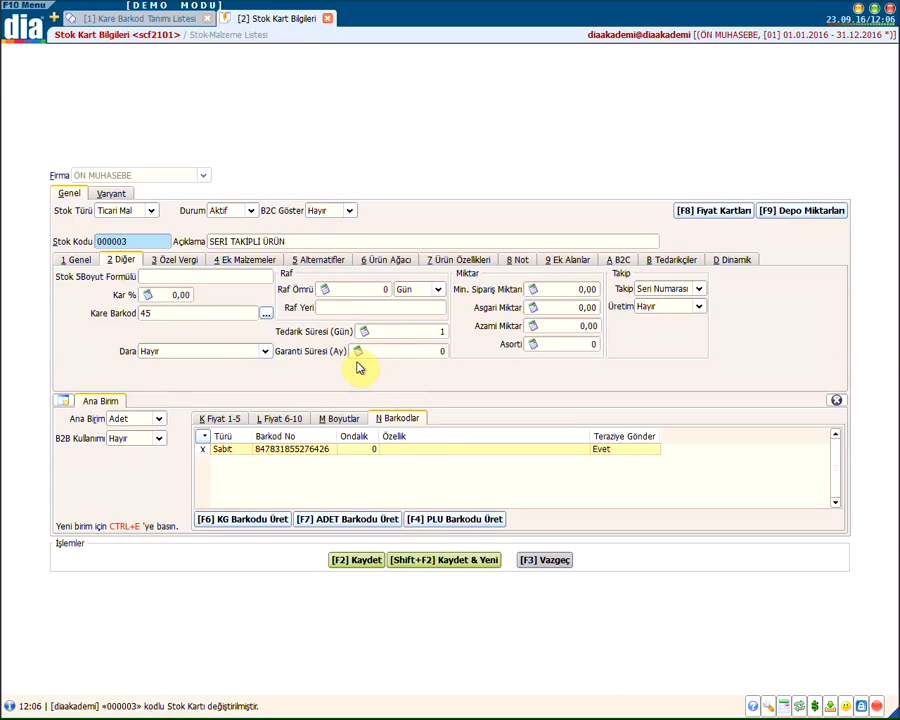 F10 Menu [DEMO MODU]
dia [1] Kare Barkod Tanımı Listesi [2] Stok Kart Bilgileri 23.09.16/12:06
Stok Kart Bilgileri <scf2101> / Stok-Malzeme Listesi diaakademi@diaakademi [(ÖN MUHASEBE, [01] 01.01.2016 - 31.12.2016 ")]
Firma ÖN MUHASEBE
Genel Varyant
Stok Türü Ticari Mal Durum Aktif B2C Göster Hayır [F8] Fiyat Kartları [F9] Depo Miktarları
Stok Kodu 000003 Açıklama SERİ TAKİPLİ ÜRÜN
1 Genel 2 Diğer 3 Özel Vergi 4 Ek Malzemeler 5 Alternatifler 6 Ürün Ağacı 7 Ürün Özellikleri 8 Not 9 Ek Alanlar A B2C B Tedarikçiler D Dinamik
Stok 5Boyut Formülü Raf Miktar Takip
Kar % 0,00 Raf Ömrü 0 Gün Min. Sipariş Miktarı 0,00 Takip Seri Numarası
Kare Barkod 45 ... Raf Yeri Asgari Miktar 0,00 Üretim Hayır
Tedarik Süresi (Gün) 1 Azami Miktar 0,00
Dara Hayır Garanti Süresi (Ay) 0 Asorti 0
Ana Birim
Ana Birim Adet K Fiyat 1-5 L Fiyat 6-10 M Boyutlar N Barkodlar
B2B Kullanımı Hayır Türü Barkod No Ondalık Özellik Teraziye Gönder
X Sabit 847831855276426 0 Evet
Yeni birim için CTRL+E 'ye basın. [F6] KG Barkodu Üret [F7] ADET Barkodu Üret [F4] PLU Barkodu Üret
İşlemler
[F2] Kaydet [Shift+F2] Kaydet & Yeni [F3] Vazgeç
12:06 | [diaakademi] «000003» kodlu Stok Kartı değiştirilmiştir.